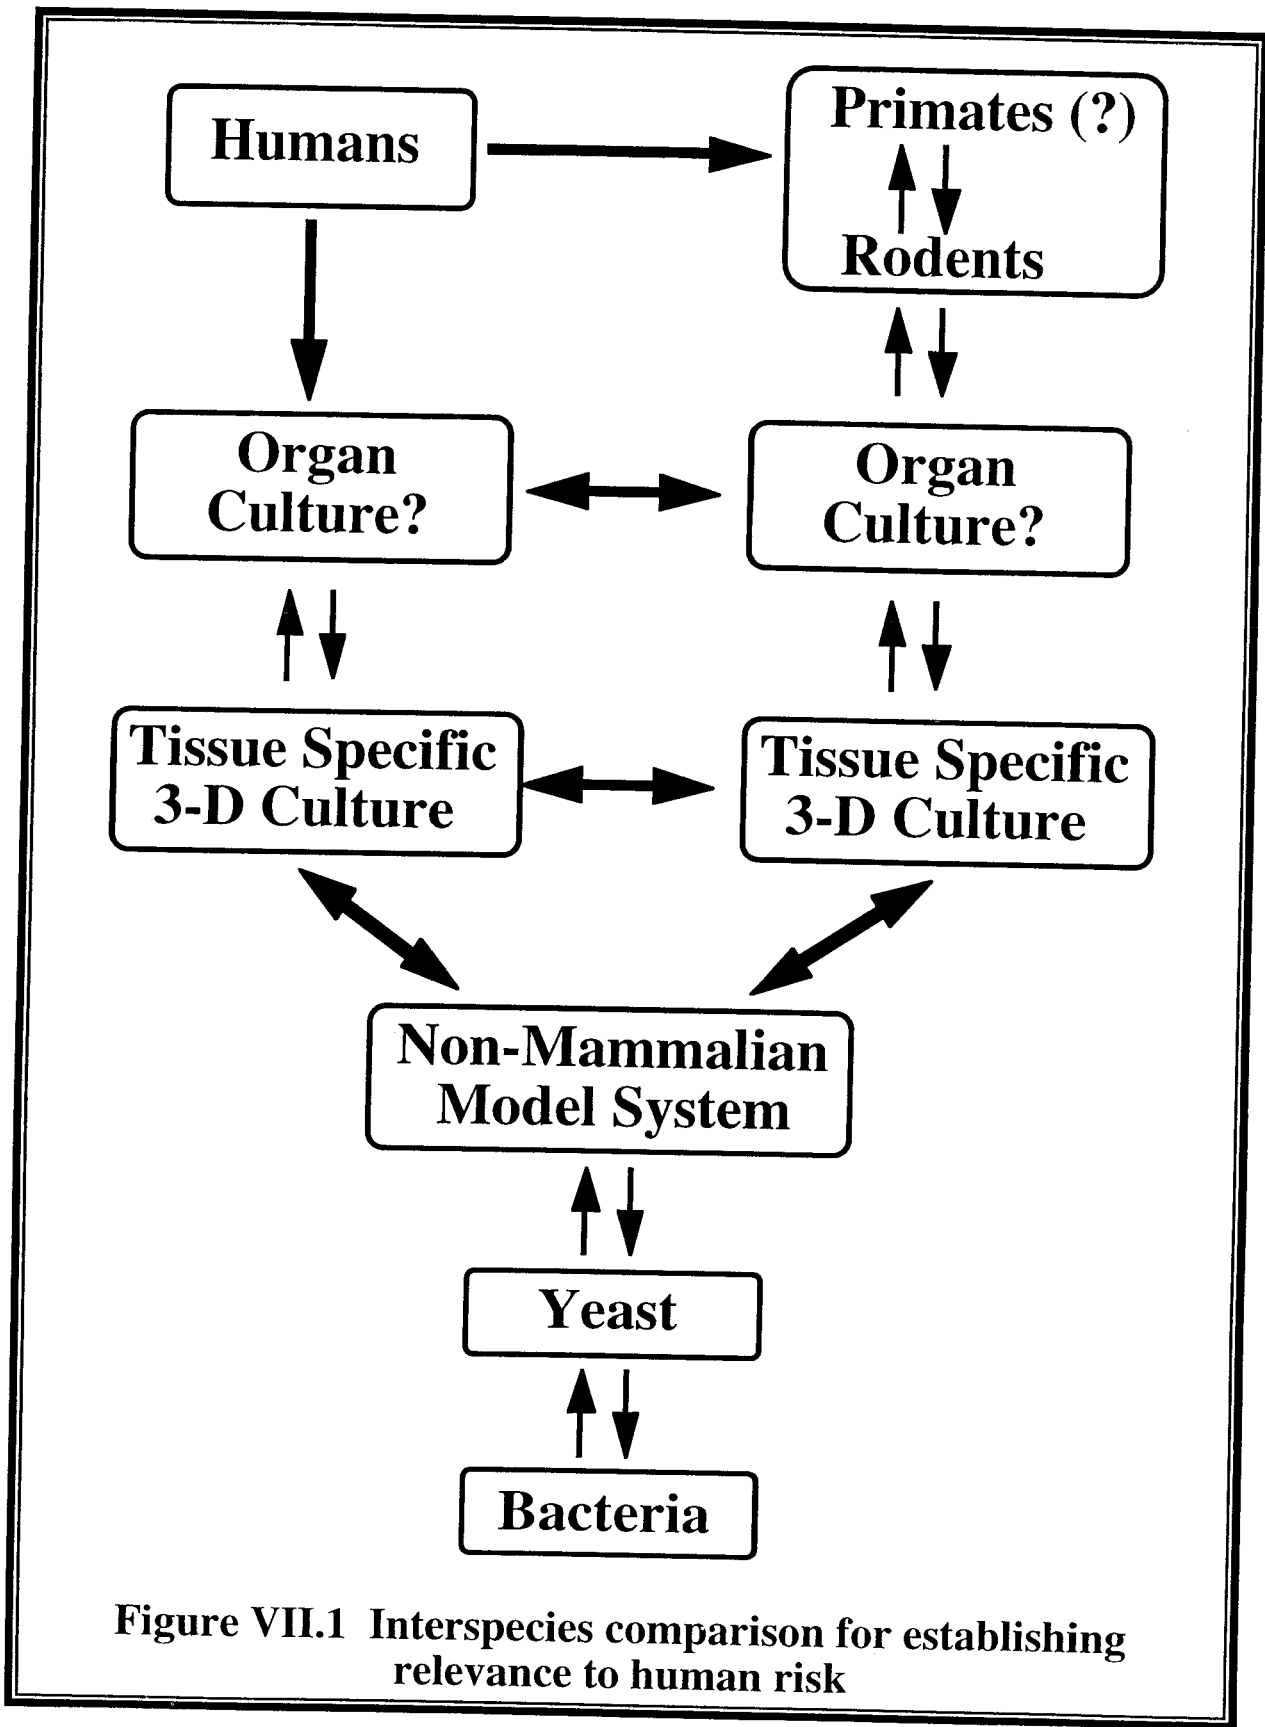 Humans
Primates (?)
Rodents
Organ
Culture?
Organ
Culture?
Tissue Specific
3-D Culture
Tissue Specific
3-D Culture
Non-Mammalian
Model System
Yeast
Bacteria
Figure VII.1 Interspecies comparison for establishing
relevance to human risk